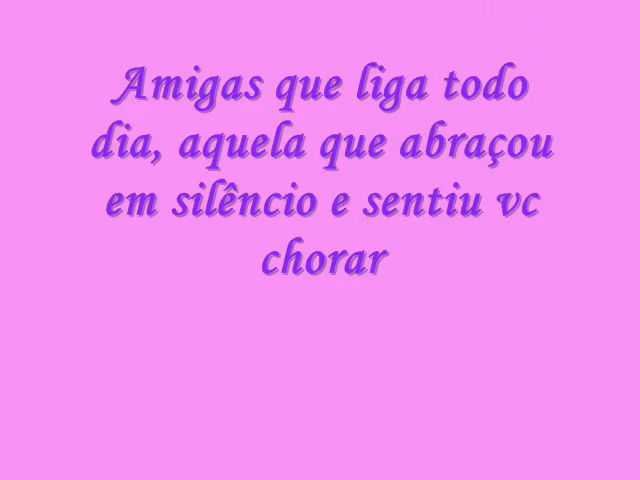 Amigas que liga todo
dia, aquela que abraçou
em silêncio e sentiu vc
chorar